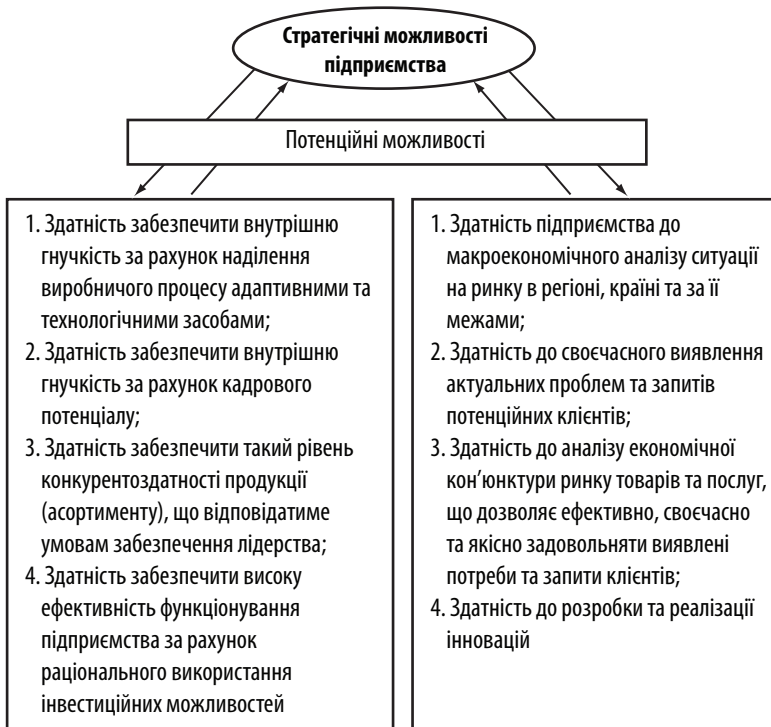 Стратегічні можливості
підприємства
Потенційні можливості
1. Здатність забезпечити внутрішню
гнучкість за рахунок наділення
виробничого процесу адаптивними та
технологічними засобами;
2. Здатність забезпечити внутрішню
гнучкість за рахунок кадрового
потенціалу;
3. Здатність забезпечити такий рівень
конкурентоздатності продукції
(асортименту), що відповідатиме
умовам забезпечення лідерства;
4. Здатність забезпечити високу
ефективність функціонування
підприємства за рахунок
раціонального використання
інвестиційних можливостей
1. Здатність підприємства до
макроекономічного аналізу ситуації
на ринку в регіоні, країні та за її
межами;
2. Здатність до своєчасного виявлення
актуальних проблем та запитів
потенційних клієнтів;
3. Здатність до аналізу економічної
кон’юнктури ринку товарів та послуг,
що дозволяє ефективно, своєчасно
та якісно задовольняти виявлені
потреби та запити клієнтів;
4. Здатність до розробки та реалізації
інновацій